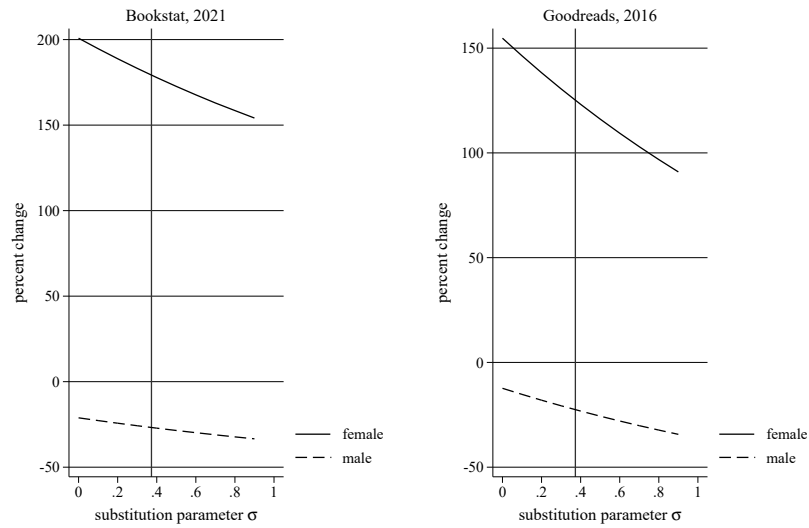 Bookstat, 2021
200
150
100
50
0
-50
percent change
0 .2 .4 .6 .8 1
substitution parameter σ
female
male
Goodreads, 2016
150
100
50
0
-50
percent change
0 .2 .4 .6 .8 1
substitution parameter σ
female
male